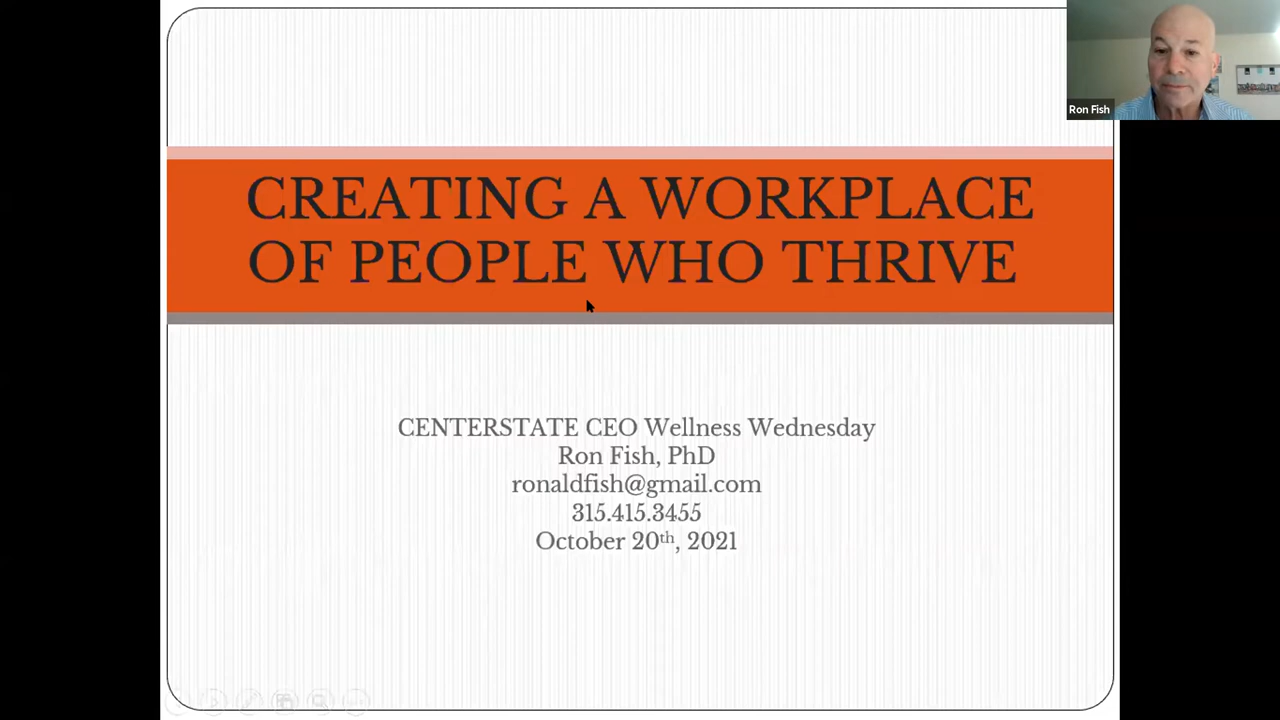 Ron Fish
CREATING A WORKPLACE
OF PEOPLE WHO THRIVE
CENTERSTATE CEO Wellness Wednesday
Ron Fish, PhD
ronaldfish@gmail.com
315.415.3455
October 20th, 2021